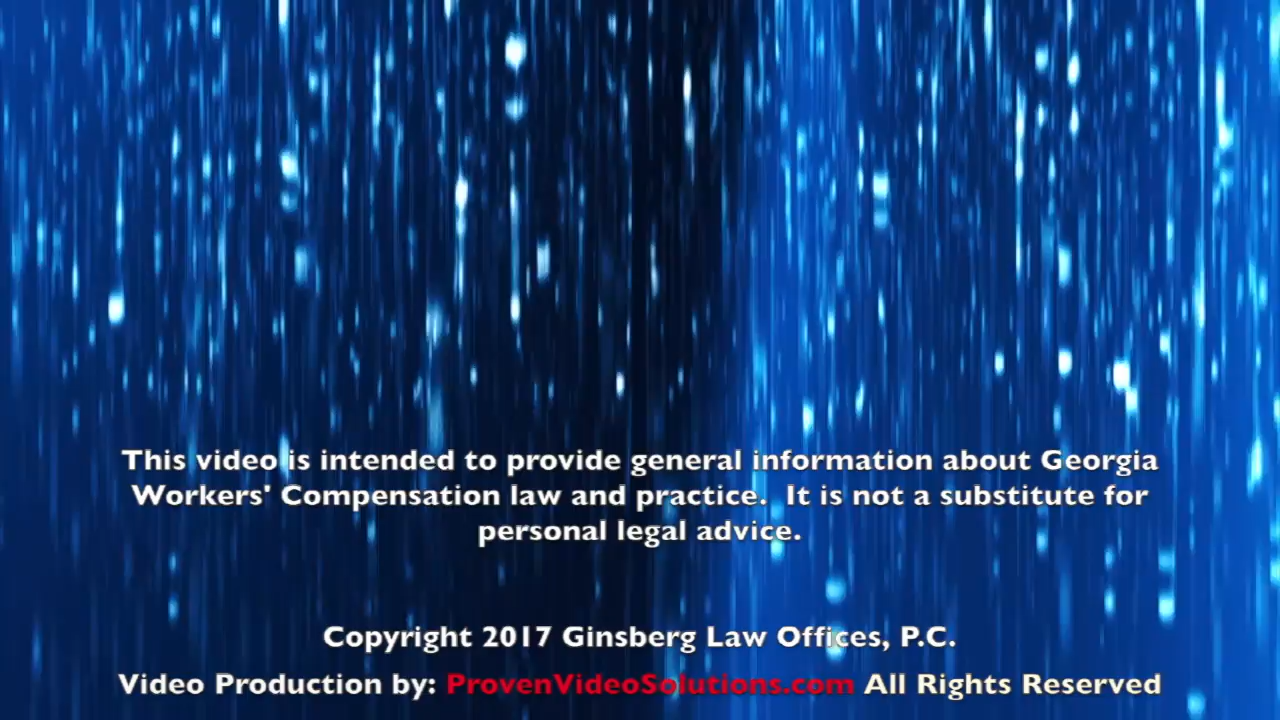 This video is intended to provide general information about Georgia
Workers' Compensation law and practice.  It is not a substitute for
personal legal advice.
Copyright 2017 Ginsberg Law Offices, P.C.
Video Production by: ProvenVideoSolutions.com All Rights Reserved